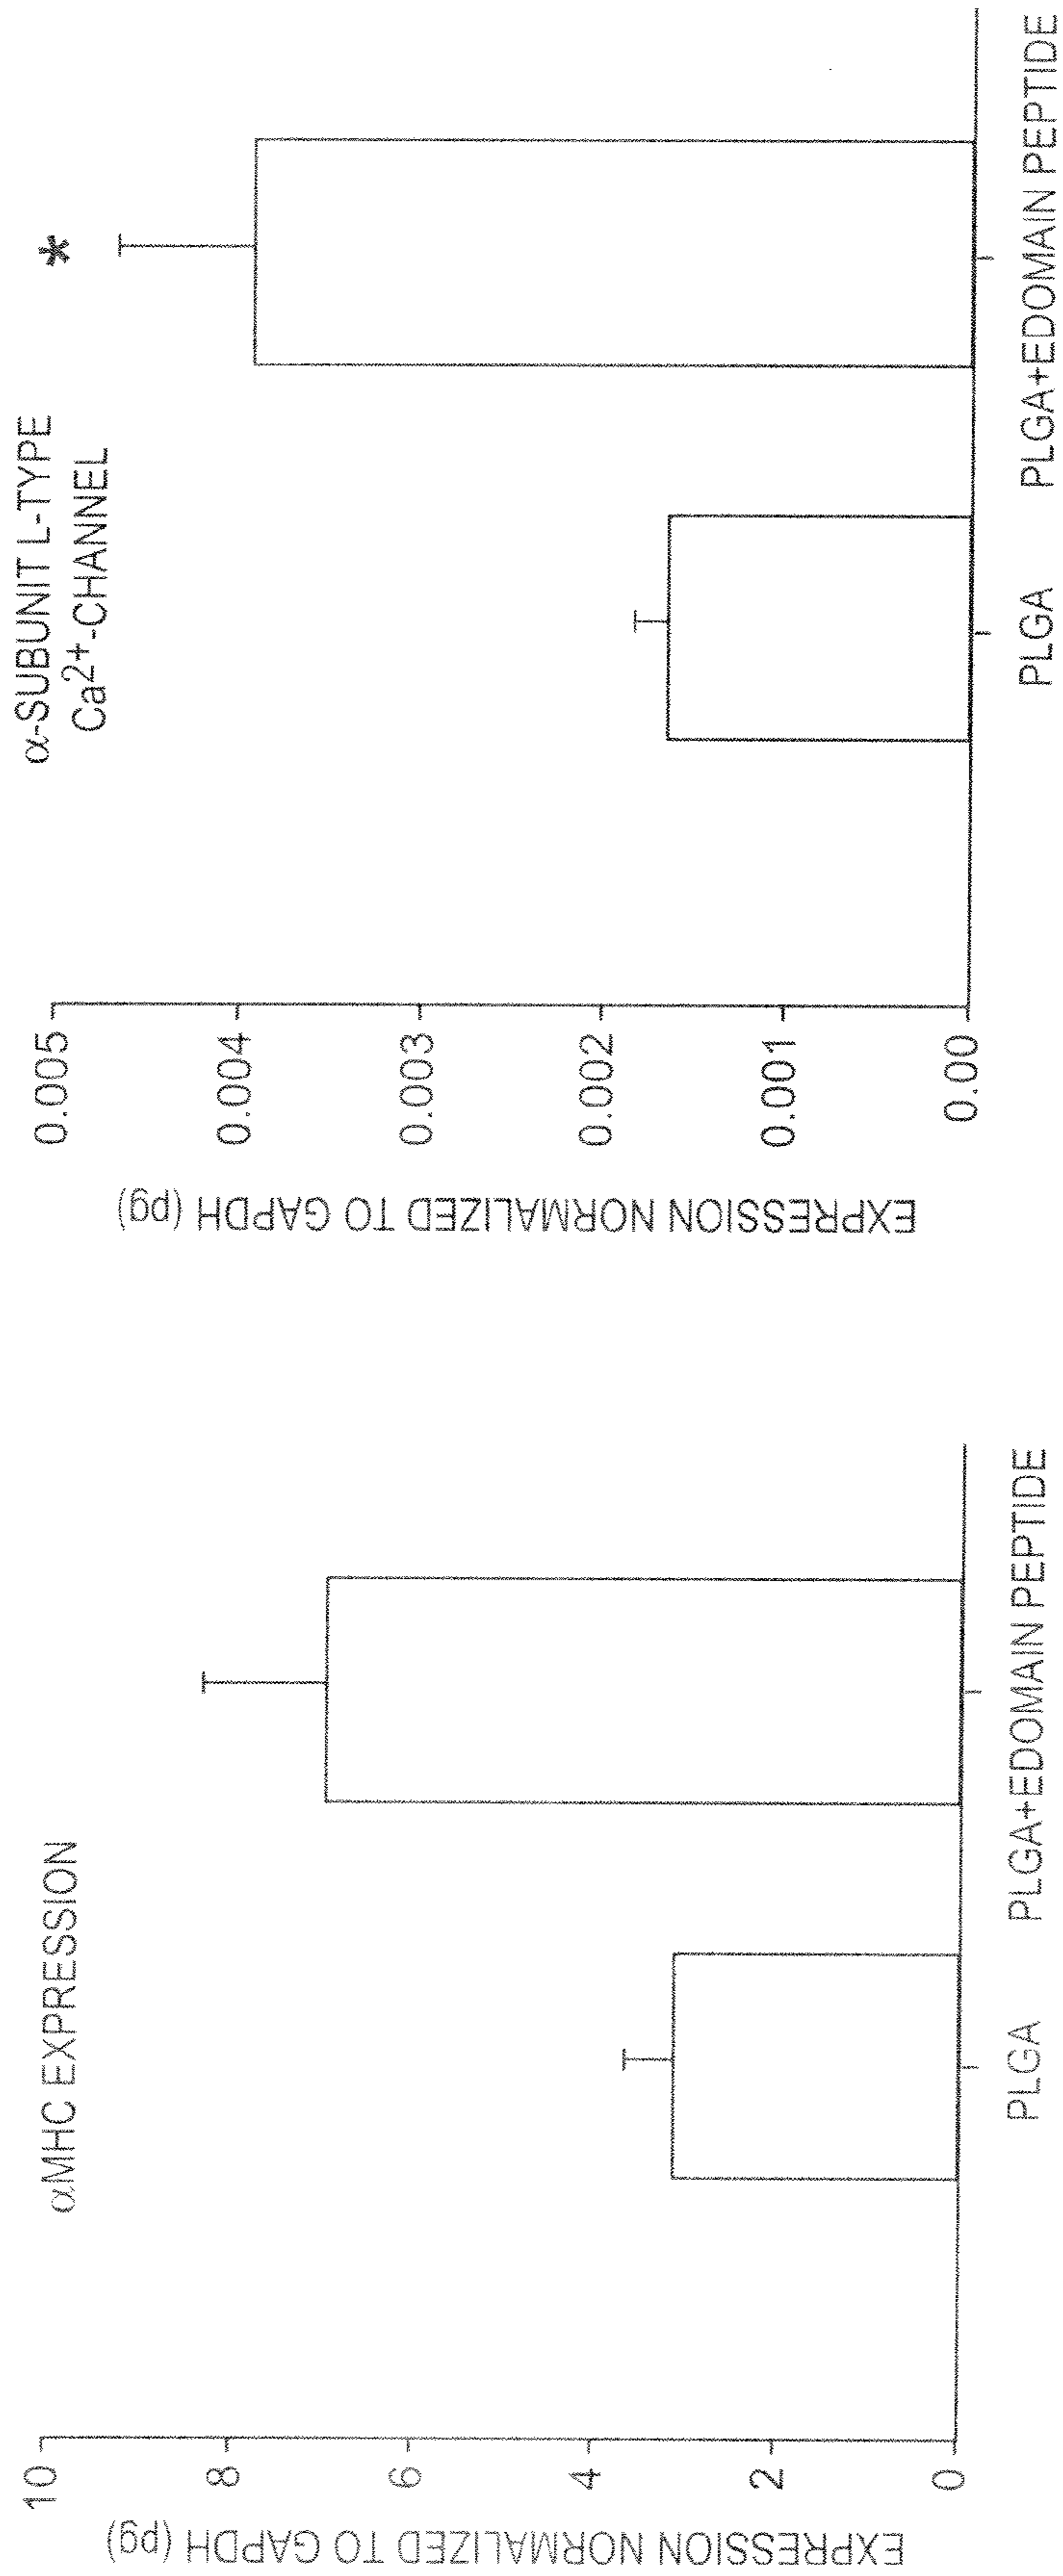 αMHC EXPRESSION
EXPRESSION NORMALIZED TO GAPDH (pg)
10
8
6
4
2
0
PLGA
PLGA+EDOMAIN PEPTIDE
α-SUBUNIT L-TYPE
Ca2+-CHANNEL
*
EXPRESSION NORMALIZED TO GAPDH (pg)
0.005
0.004
0.003
0.002
0.001
0.00
PLGA
PLGA+EDOMAIN PEPTIDE